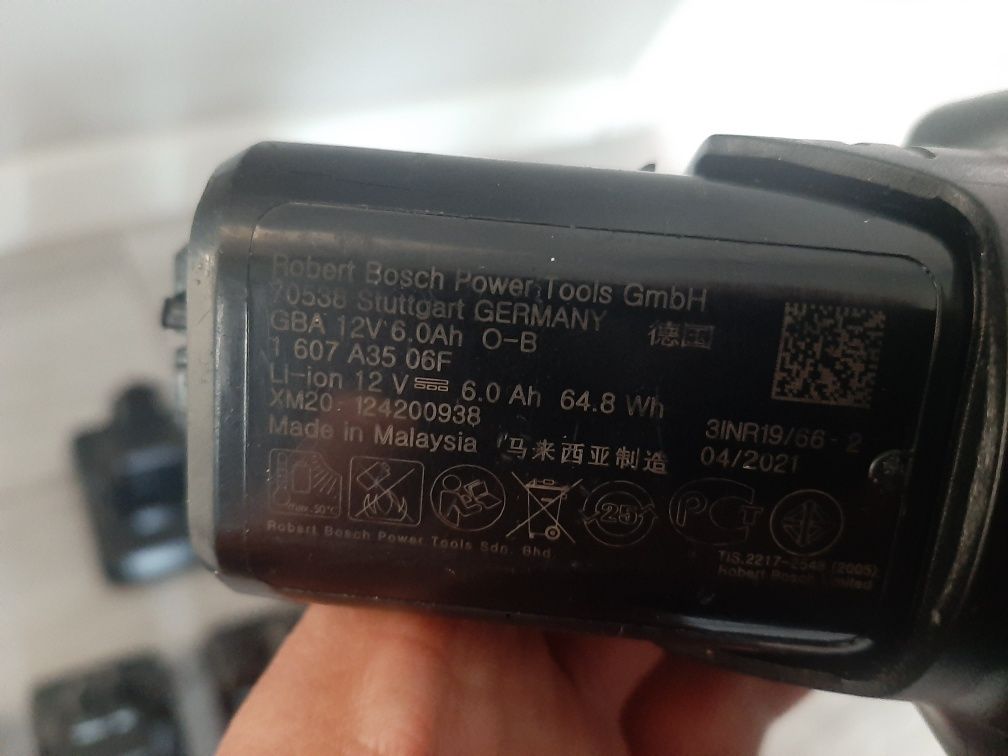 Robert Bosch Power Tools GmbH
70538 Stuttgart GERMANY 德国
GBA 12V 6.0Ah O-B
1 607 A35 06F
Li-ion 12 V 6.0 Ah 64.8 Wh
XM20 124200938
3INR19/66-2
Made in Malaysia 马来西亚制造 04/2021
max. 50°C
25
PCT
Robert Bosch Power Tools Sdn. Bhd.
TIS.2217-2548 (2005)
Robert Bosch Limited